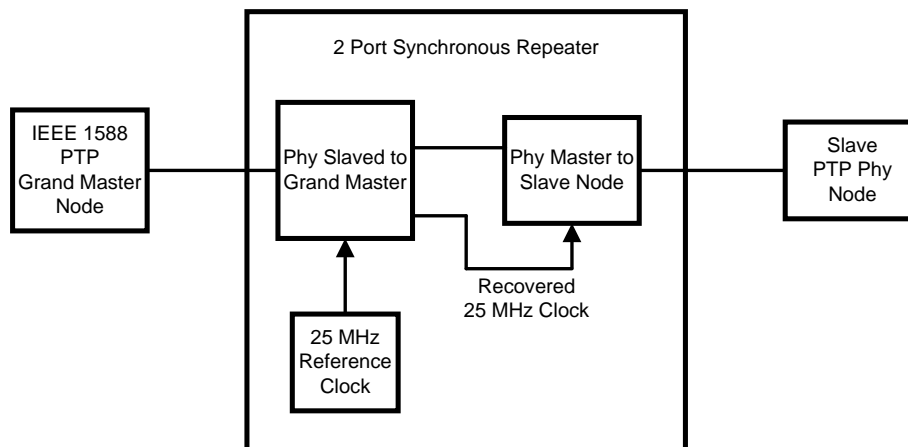 2 Port Synchronous Repeater
IEEE 1588
PTP
Grand Master
Node
Phy Slaved to
Grand Master
Phy Master to
Slave Node
Slave
PTP Phy
Node
Recovered
25 MHz Clock
25 MHz
Reference
Clock